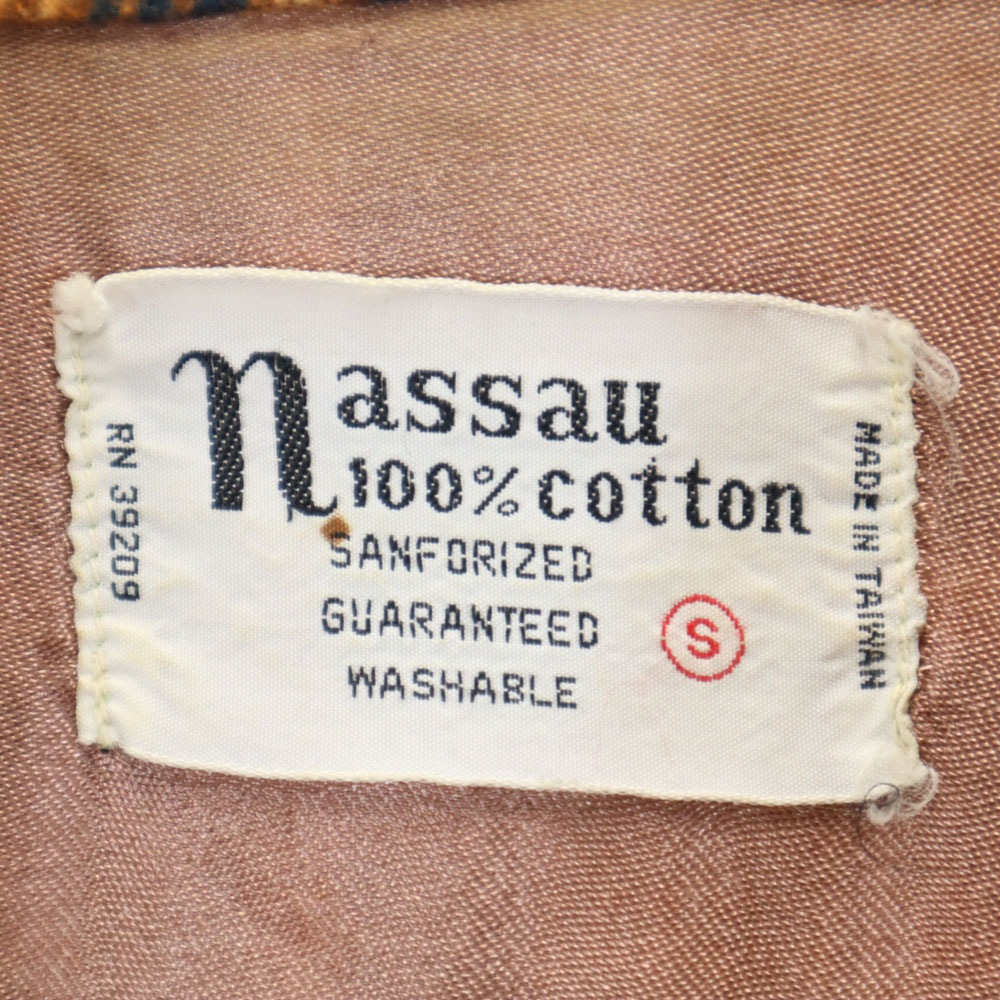 nassau
100% cotton
SANFORIZED
GUARANTEED
WASHABLE
S
RN 39209
MADE IN TAIWAN